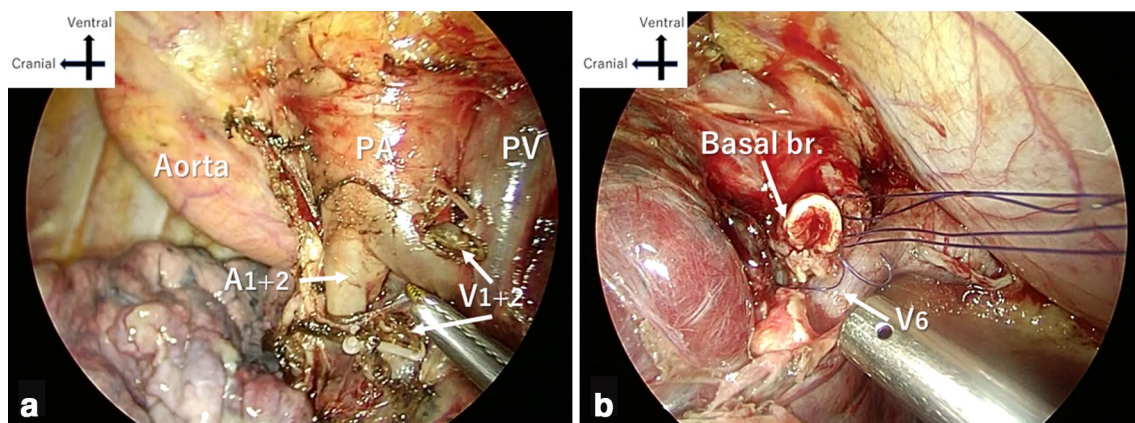 Ventral
Cranial
Aorta
PA
PV
A1+2
V1+2
a
Ventral
Cranial
Basal br.
V6
b